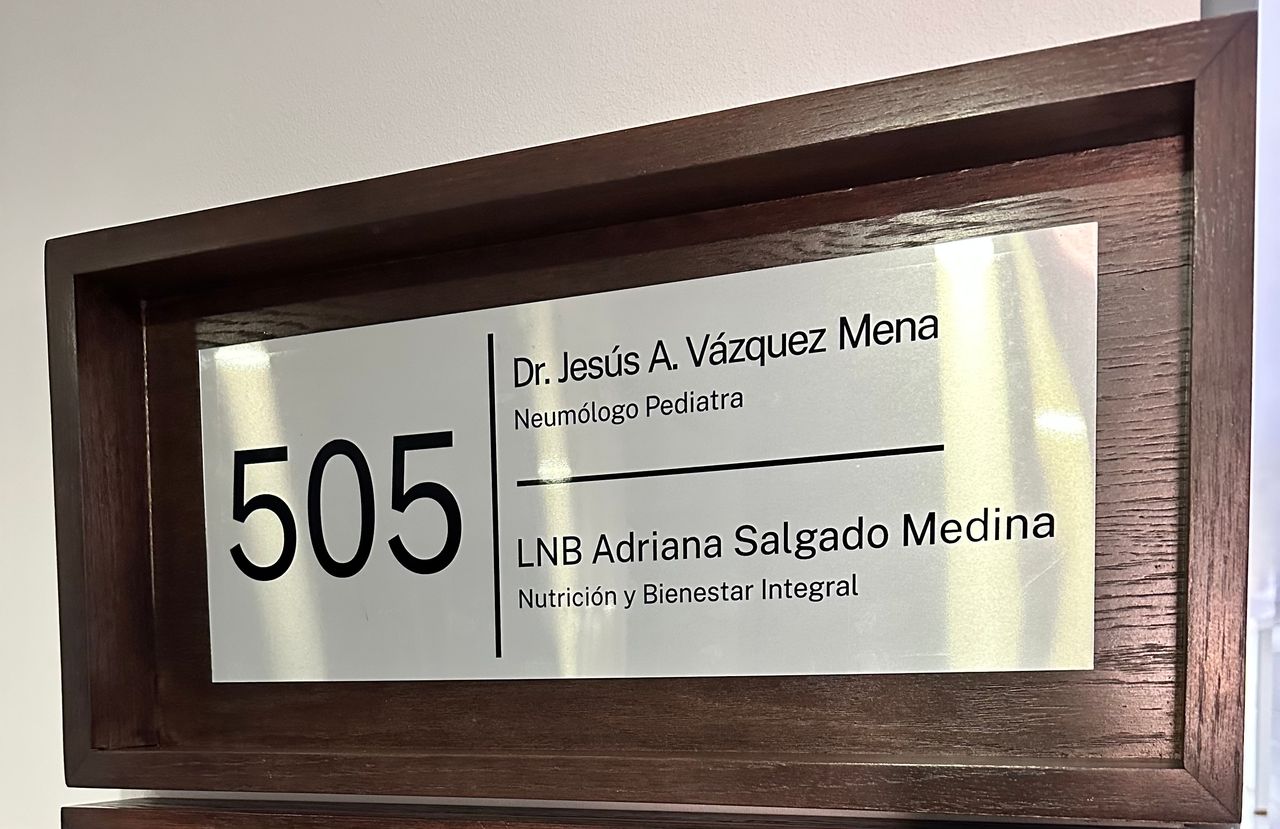 505
Dr. Jesús A. Vázquez Mena
Neumólogo Pediatra
LNB Adriana Salgado Medina
Nutrición y Bienestar Integral